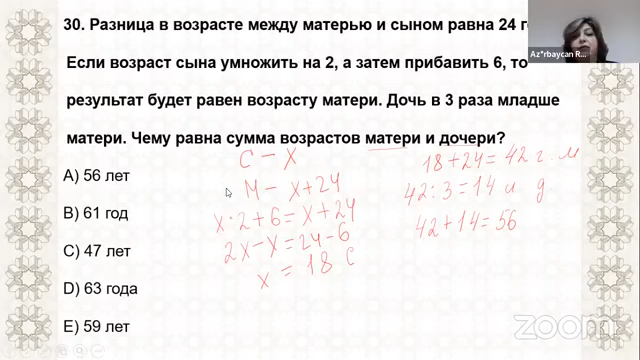 30. Разница в возрасте между матерью и сыном равна 24 г
Если возраст сына умножить на 2, а затем прибавить 6, то
результат будет равен возрасту матери. Дочь в 3 раза младше
матери. Чему равна сумма возрастов матери и дочери?
A) 56 лет
B) 61 год
C) 47 лет
D) 63 года
E) 59 лет
С – X
М – X+24
X·2+6=X+24
2X–X=24–6
X=18 С
18+24=42 г. М
42:3=14 л д
42+14=56
Az*rbaycan R...
zoom